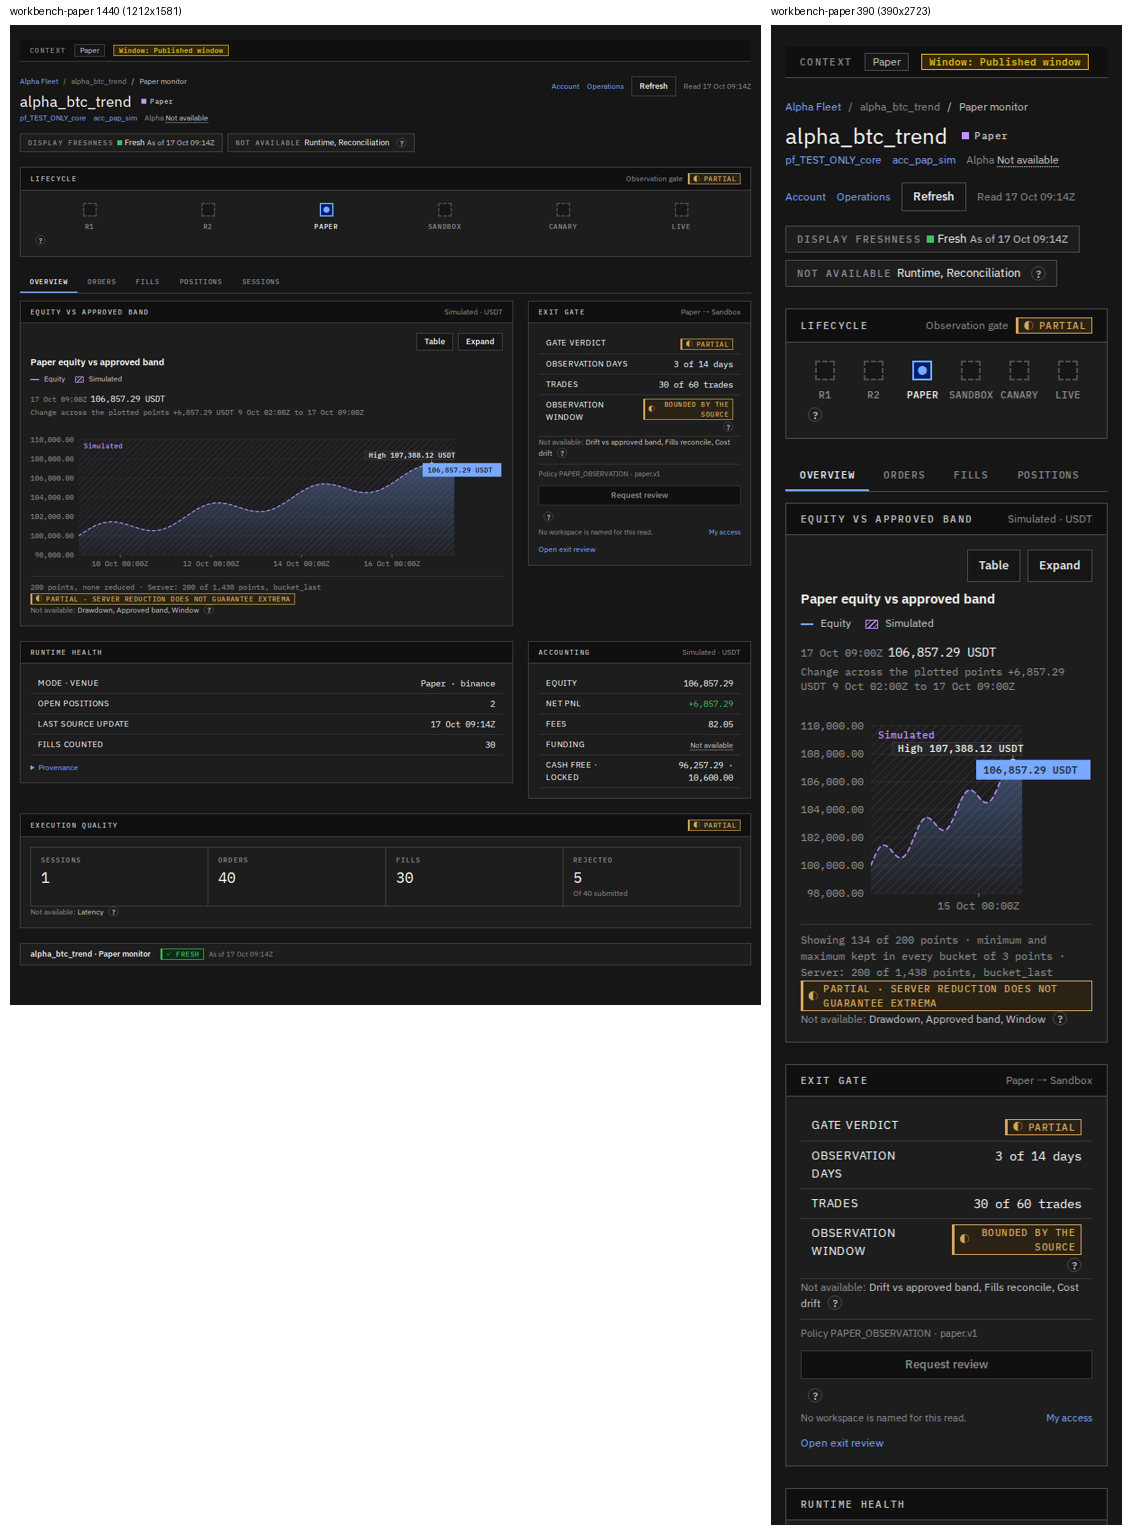 workbench-paper 1440 (1212x1581)
CONTEXT Paper Window: Published window
Alpha Fleet / alpha_btc_trend / Paper monitor
Account Operations Refresh Read 17 Oct 09:14Z
alpha_btc_trend Paper
pf_TEST_ONLY_core acc_pap_sim Alpha Not available
DISPLAY FRESHNESS Fresh As of 17 Oct 09:14Z NOT AVAILABLE Runtime, Reconciliation ?
LIFECYCLE Observation gate PARTIAL
R1 R2 PAPER SANDBOX CANARY LIVE
?
OVERVIEW ORDERS FILLS POSITIONS SESSIONS
EQUITY VS APPROVED BAND Simulated · USDT
Table Expand
Paper equity vs approved band
Equity Simulated
17 Oct 09:00Z 106,857.29 USDT
Change across the plotted points +6,857.29 USDT 9 Oct 02:00Z to 17 Oct 09:00Z
110,000.00
Simulated
108,000.00
High 107,388.12 USDT
106,857.29 USDT
106,000.00
104,000.00
102,000.00
100,000.00
98,000.00
10 Oct 00:00Z 12 Oct 00:00Z 14 Oct 00:00Z 16 Oct 00:00Z
200 points, none reduced · Server: 200 of 1,438 points, bucket_last
PARTIAL · SERVER REDUCTION DOES NOT GUARANTEE EXTREMA
Not available: Drawdown, Approved band, Window ?
EXIT GATE Paper → Sandbox
GATE VERDICT PARTIAL
OBSERVATION DAYS 3 of 14 days
TRADES 30 of 60 trades
OBSERVATION WINDOW BOUNDED BY THE SOURCE
?
Not available: Drift vs approved band, Fills reconcile, Cost
drift ?
Policy PAPER_OBSERVATION · paper.v1
Request review
?
No workspace is named for this read. My access
Open exit review
RUNTIME HEALTH
MODE · VENUE Paper · binance
OPEN POSITIONS 2
LAST SOURCE UPDATE 17 Oct 09:14Z
FILLS COUNTED 30
Provenance
ACCOUNTING Simulated · USDT
EQUITY 106,857.29
NET PNL +6,857.29
FEES 82.05
FUNDING Not available
CASH FREE · LOCKED 96,257.29 · 10,600.00
EXECUTION QUALITY PARTIAL
SESSIONS ORDERS FILLS REJECTED
1 40 30 5
Of 40 submitted
Not available: Latency ?
alpha_btc_trend · Paper monitor ✓ FRESH As of 17 Oct 09:14Z
workbench-paper 390 (390x2723)
CONTEXT Paper Window: Published window
Alpha Fleet / alpha_btc_trend / Paper monitor
alpha_btc_trend Paper
pf_TEST_ONLY_core acc_pap_sim Alpha Not available
Account Operations Refresh Read 17 Oct 09:14Z
DISPLAY FRESHNESS Fresh As of 17 Oct 09:14Z
NOT AVAILABLE Runtime, Reconciliation ?
LIFECYCLE Observation gate PARTIAL
R1 R2 PAPER SANDBOX CANARY LIVE
?
OVERVIEW ORDERS FILLS POSITIONS
EQUITY VS APPROVED BAND Simulated · USDT
Table Expand
Paper equity vs approved band
Equity Simulated
17 Oct 09:00Z 106,857.29 USDT
Change across the plotted points +6,857.29
USDT 9 Oct 02:00Z to 17 Oct 09:00Z
110,000.00
Simulated
108,000.00 High 107,388.12 USDT
106,857.29 USDT
106,000.00
104,000.00
102,000.00
100,000.00
98,000.00
15 Oct 00:00Z
Showing 134 of 200 points · minimum and
maximum kept in every bucket of 3 points ·
Server: 200 of 1,438 points, bucket_last
PARTIAL · SERVER REDUCTION DOES NOT
GUARANTEE EXTREMA
Not available: Drawdown, Approved band, Window ?
EXIT GATE Paper → Sandbox
GATE VERDICT PARTIAL
OBSERVATION DAYS 3 of 14 days
TRADES 30 of 60 trades
OBSERVATION WINDOW BOUNDED BY THE SOURCE
?
Not available: Drift vs approved band, Fills reconcile, Cost
drift ?
Policy PAPER_OBSERVATION · paper.v1
Request review
?
No workspace is named for this read. My access
Open exit review
RUNTIME HEALTH